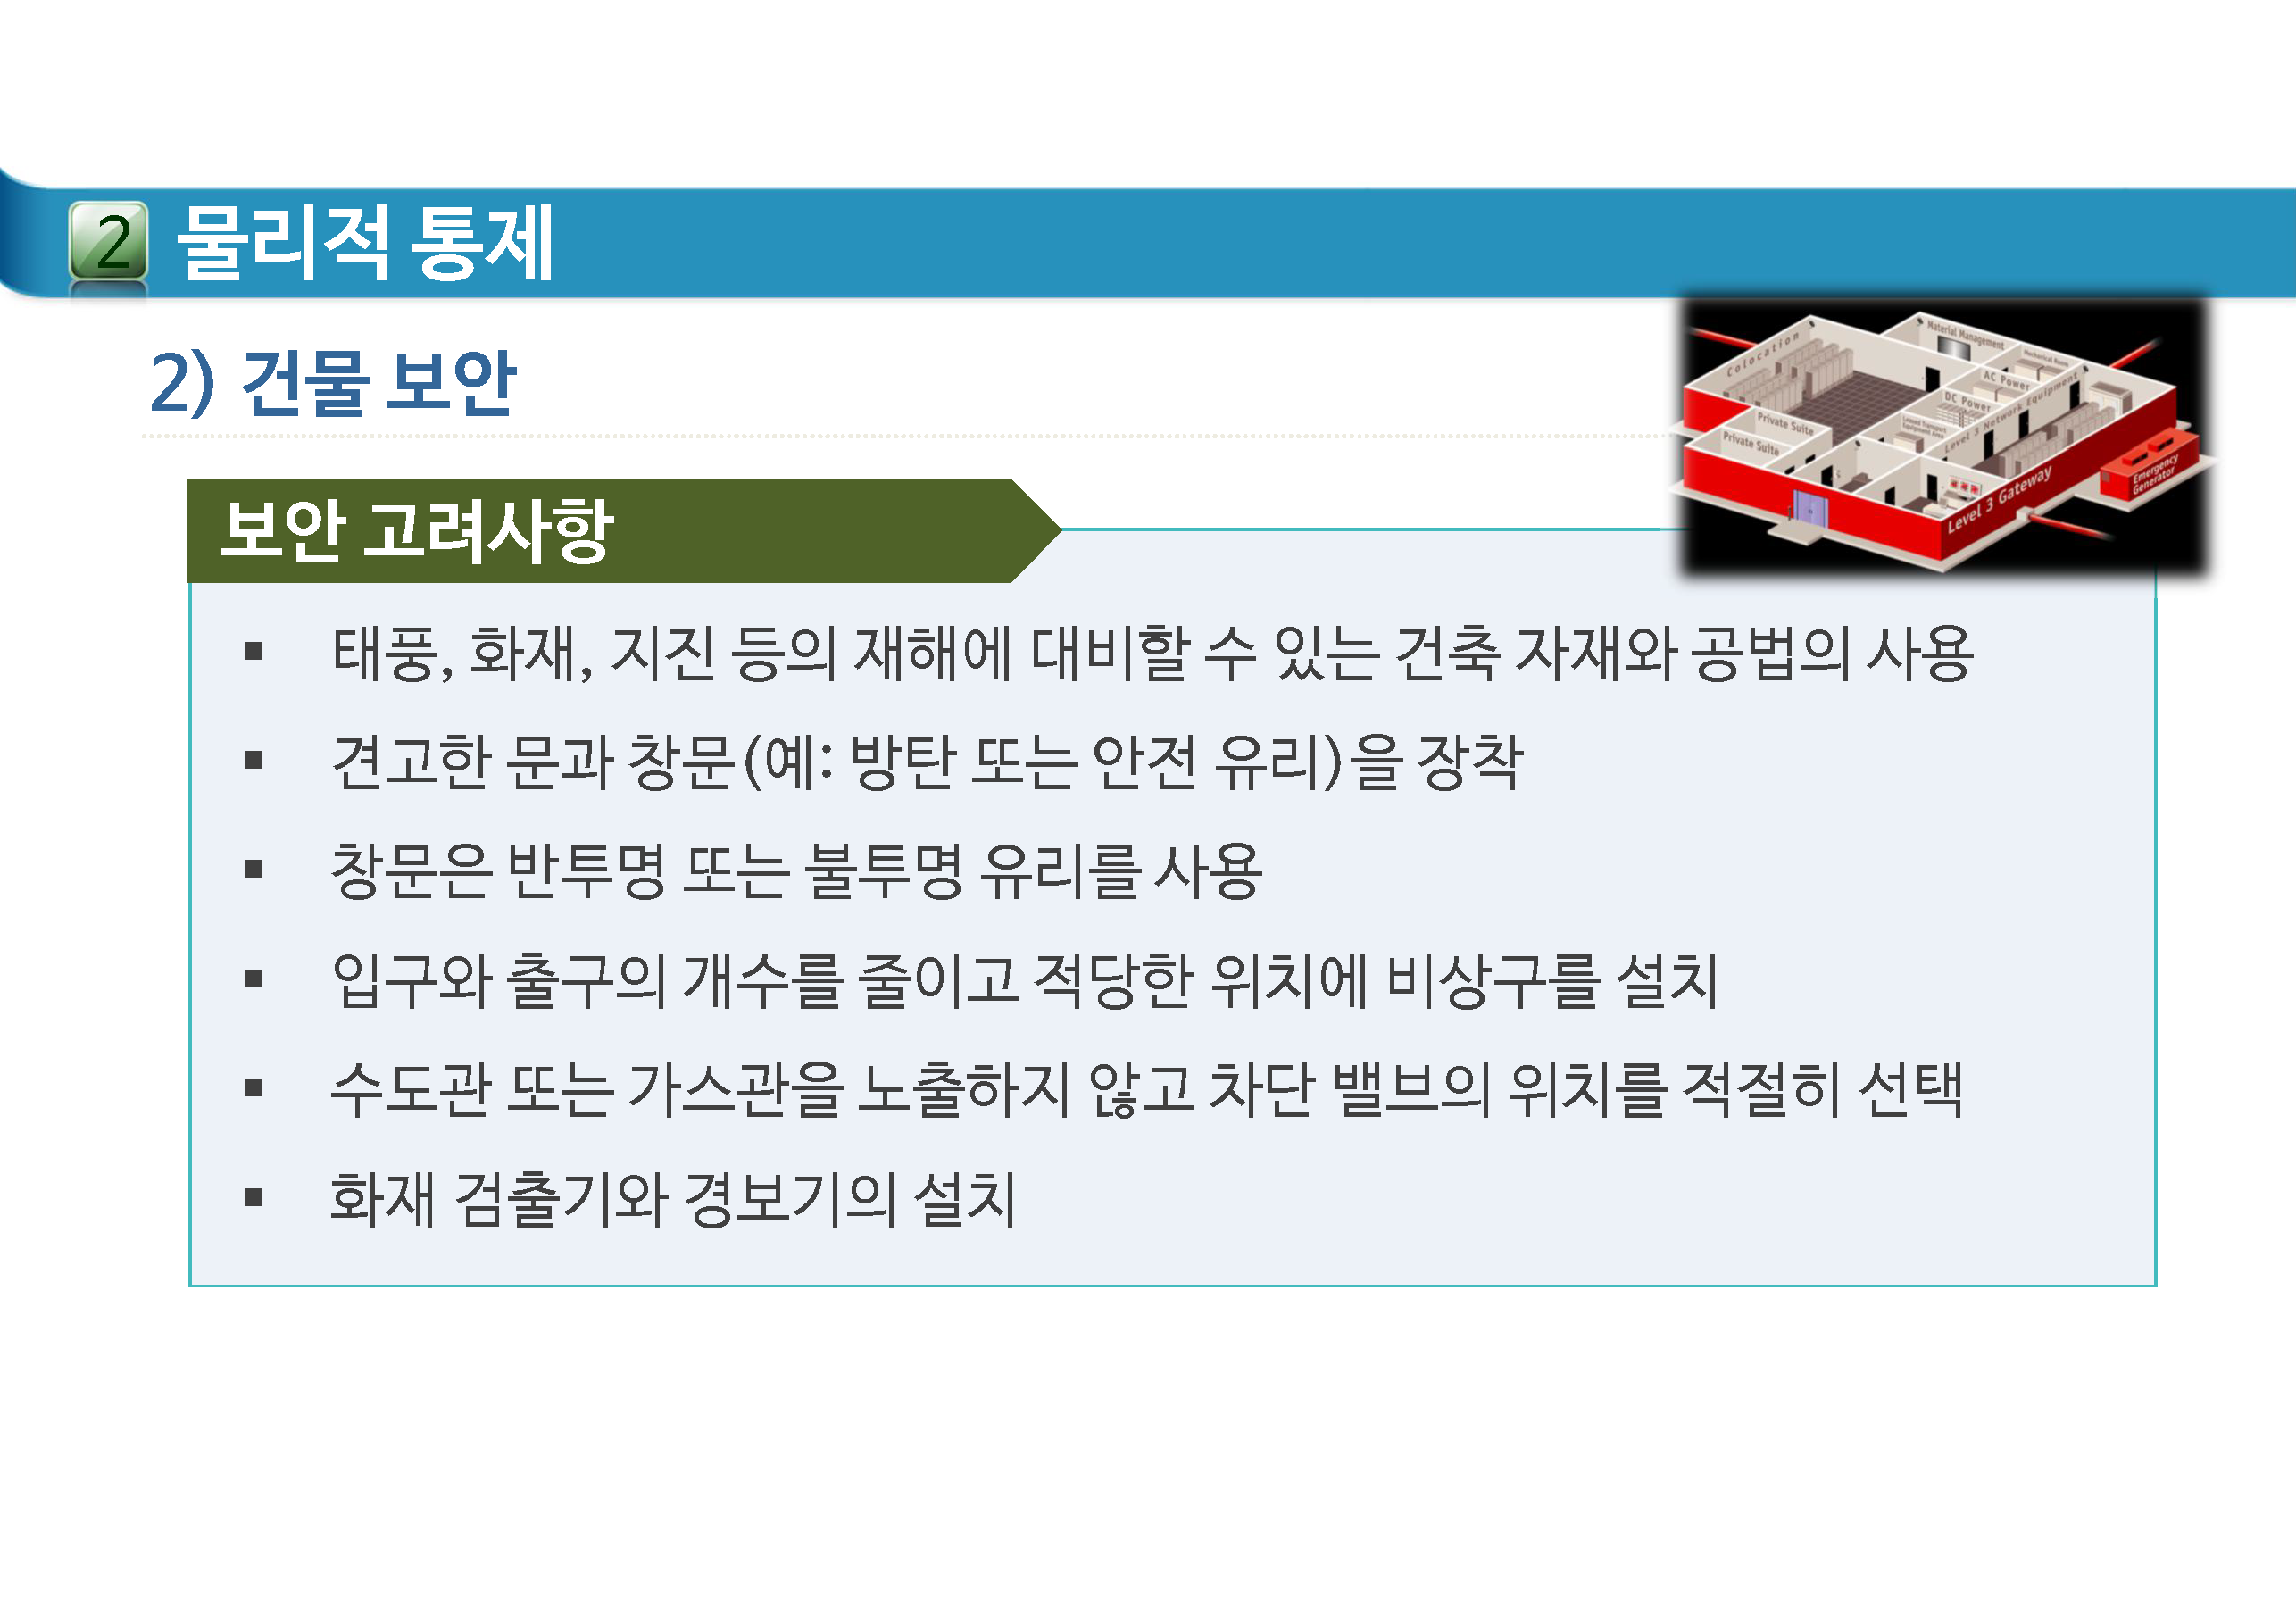 2 물리적 통제
2) 건물 보안
Colocation
Material Management
Mechanical Room
AC Power
DC Power
Level 3 Network Equipment
Private Suite
Private Suite
Leased Transport
Equipment Area
Level 3 Gateway
Emergency
Generator
보안 고려사항
▪ 태풍, 화재, 지진 등의 재해에 대비할 수 있는 건축 자재와 공법의 사용
▪ 견고한 문과 창문(예: 방탄 또는 안전 유리)을 장착
▪ 창문은 반투명 또는 불투명 유리를 사용
▪ 입구와 출구의 개수를 줄이고 적당한 위치에 비상구를 설치
▪ 수도관 또는 가스관을 노출하지 않고 차단 밸브의 위치를 적절히 선택
▪ 화재 검출기와 경보기의 설치